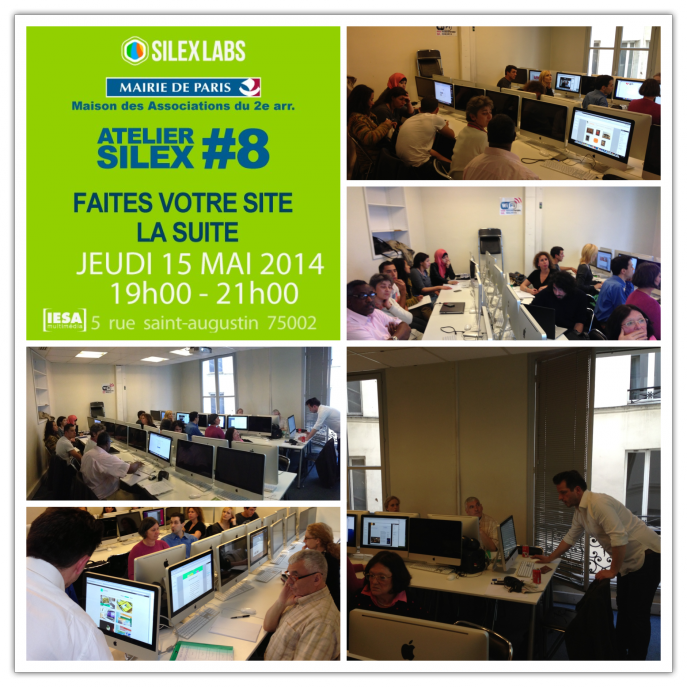 SILEX LABS
MAIRIE DE PARIS
Maison des Associations du 2e arr.
ATELIER
SILEX #8
FAITES VOTRE SITE
LA SUITE
JEUDI 15 MAI 2014
19h00 - 21h00
IESA
multimédia
5 rue saint-augustin 75002